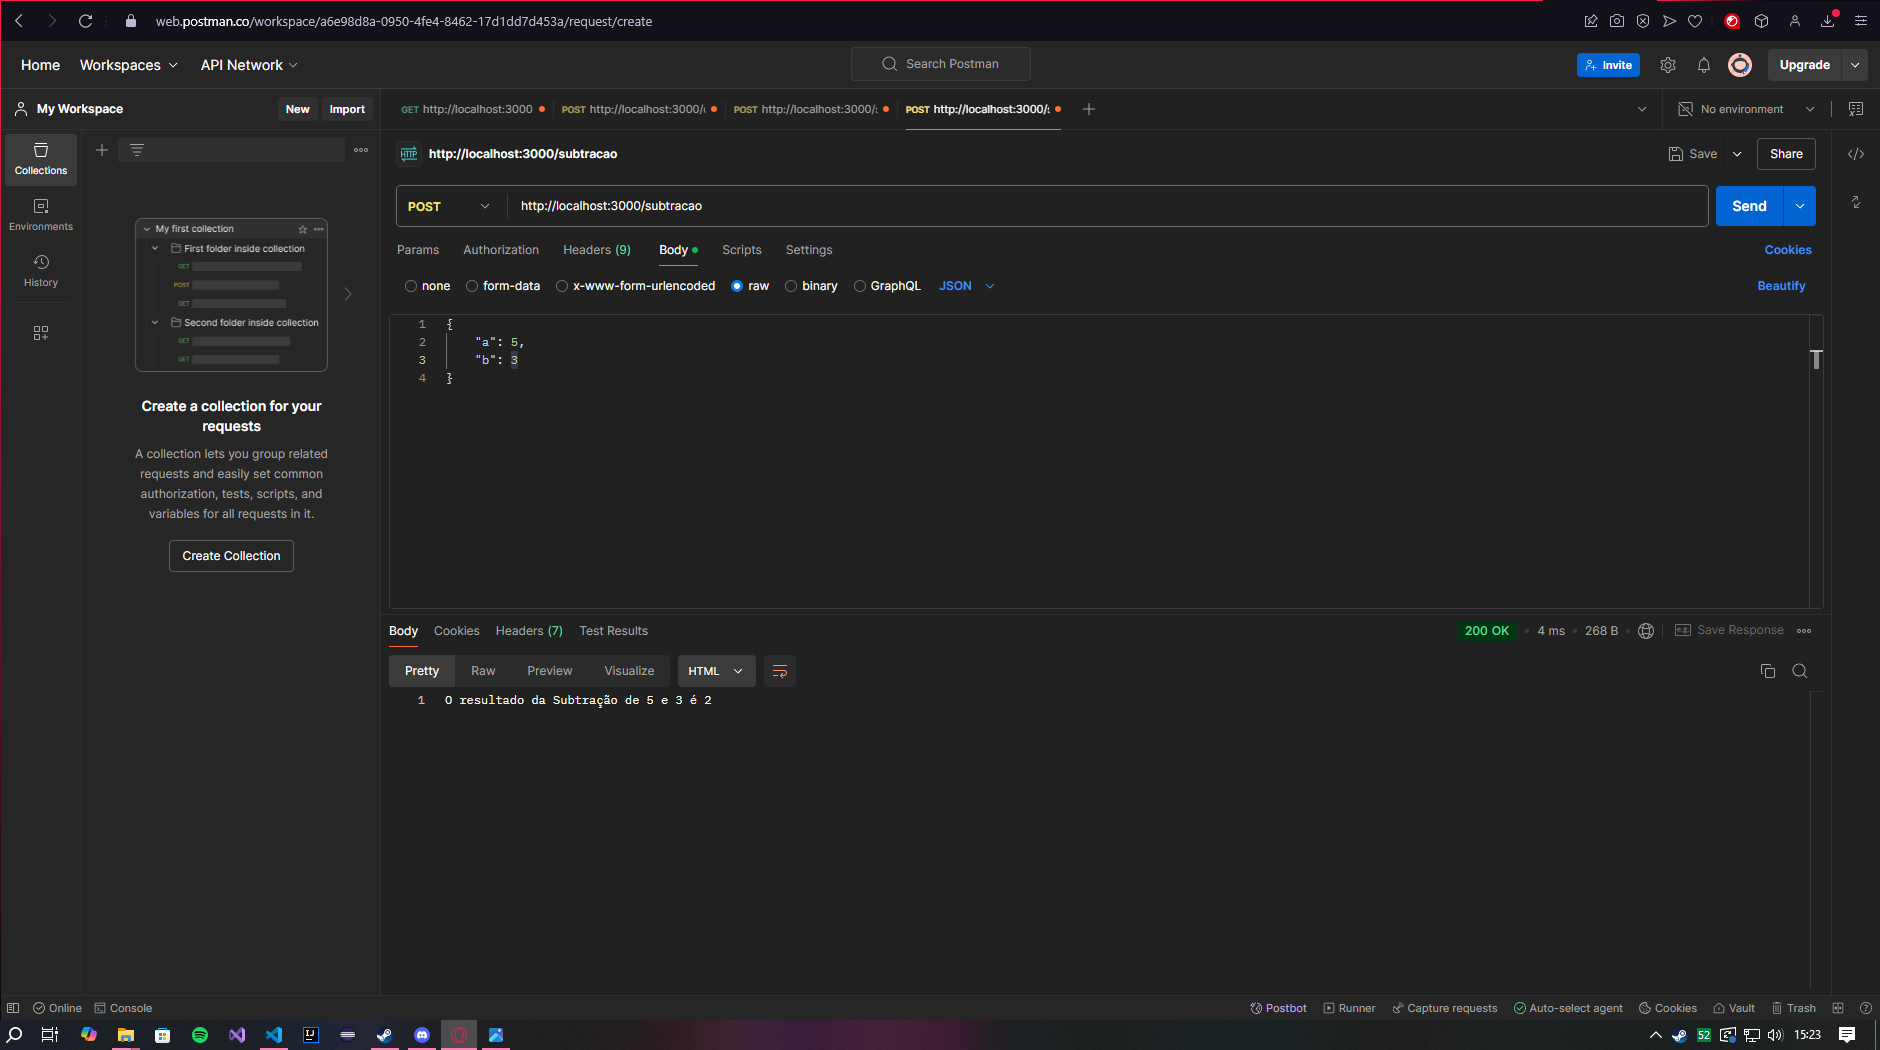 web.postman.co/workspace/a6e98d8a-0950-4fe4-8462-17d1dd7d453a/request/create
Home Workspaces API Network
Search Postman
Invite Upgrade
My Workspace New Import
GET http://localhost:3000 POST http://localhost:3000/ POST http://localhost:3000/ POST http://localhost:3000/
No environment
Collections
Environments
History
My first collection
First folder inside collection
GET
POST
GET
Second folder inside collection
GET
GET
Create a collection for your
requests
A collection lets you group related
requests and easily set common
authorization, tests, scripts, and
variables for all requests in it.
Create Collection
HTTP http://localhost:3000/subtracao
Save Share
POST http://localhost:3000/subtracao Send
Params Authorization Headers (9) Body Scripts Settings Cookies
none form-data x-www-form-urlencoded raw binary GraphQL JSON Beautify
1 {
2 "a": 5,
3 "b": 3
4 }
Body Cookies Headers (7) Test Results
200 OK 4 ms 268 B e.g. Save Response
Pretty Raw Preview Visualize HTML
1 O resultado da Subtração de 5 e 3 é 2
Online Console
Postbot Runner Capture requests Auto-select agent Cookies Vault Trash
52 15:23